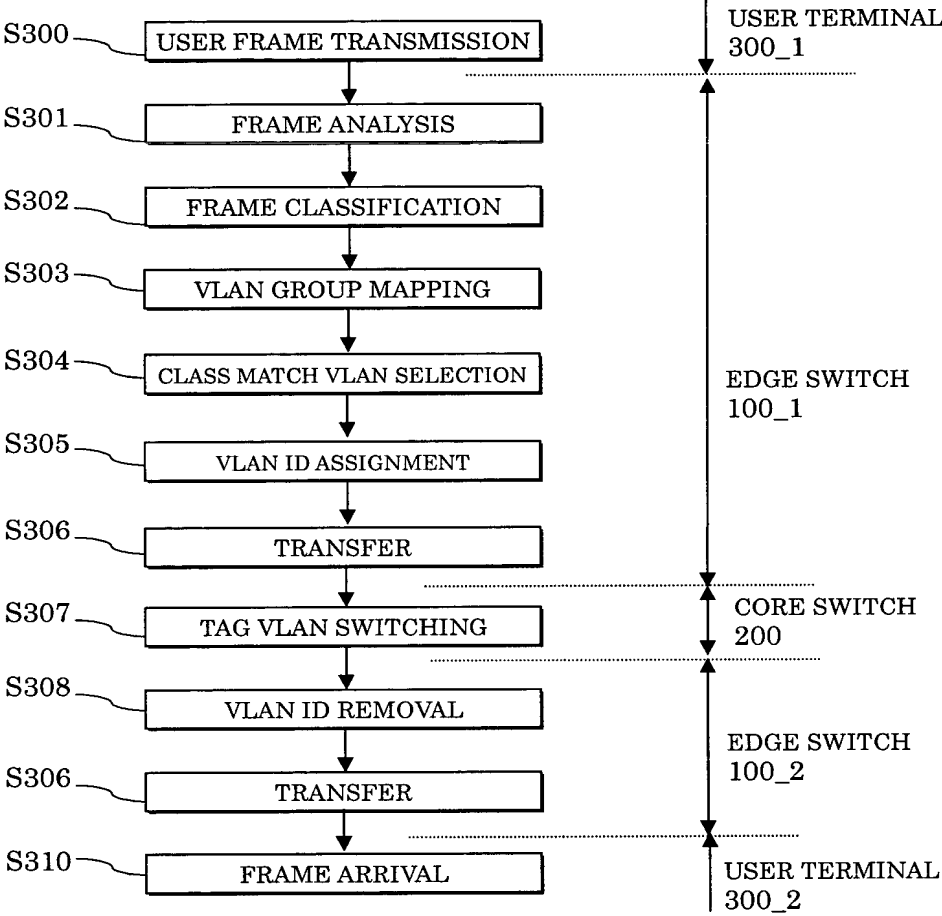 S300
USER FRAME TRANSMISSION
USER TERMINAL
300_1
S301
FRAME ANALYSIS
S302
FRAME CLASSIFICATION
S303
VLAN GROUP MAPPING
S304
CLASS MATCH VLAN SELECTION
EDGE SWITCH
100_1
S305
VLAN ID ASSIGNMENT
S306
TRANSFER
S307
TAG VLAN SWITCHING
CORE SWITCH
200
S308
VLAN ID REMOVAL
EDGE SWITCH
100_2
S306
TRANSFER
S310
FRAME ARRIVAL
USER TERMINAL
300_2